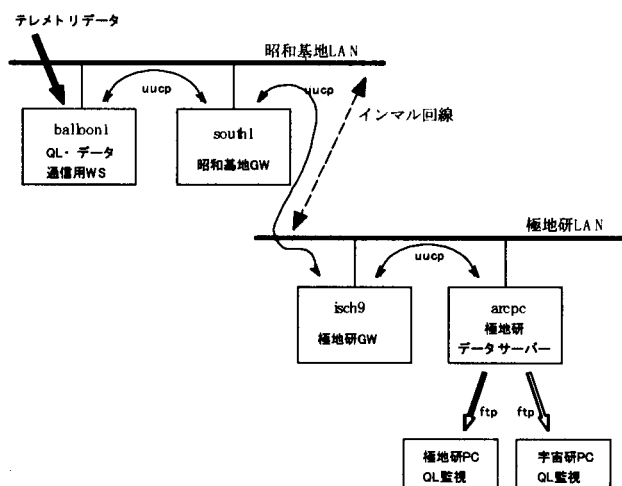 テレメトリデータ
昭和基地LAN
uucp
uucp
インマル回線
balloon1
QL・データ
通信用WS
south1
昭和基地GW
極地研LAN
uucp
isch9
極地研GW
arcpc
極地研
データサーバー
ftp
ftp
極地研PC
QL監視
宇宙研PC
QL監視